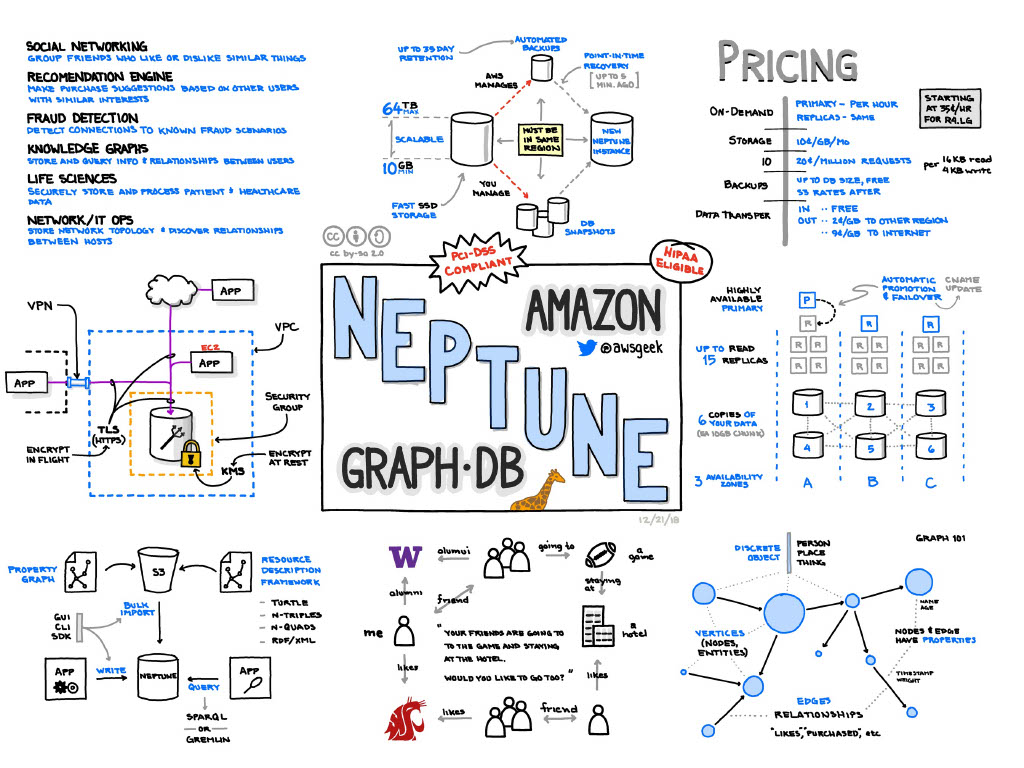 SOCIAL NETWORKING
GROUP FRIENDS WHO LIKE OR DISLIKE SIMILAR THINGS
RECOMENDATION ENGINE
MAKE PURCHASE SUGGESTIONS BASED ON OTHER USERS
WITH SIMILAR INTERESTS
FRAUD DETECTION
DETECT CONNECTIONS TO KNOWN FRAUD SCENARIOS
KNOWLEDGE GRAPHS
STORE AND QUERY INFO & RELATIONSHIPS BETWEEN USERS
LIFE SCIENCES
SECURELY STORE AND PROCESS PATIENT & HEALTHCARE
DATA
NETWORK/IT OPS
STORE NETWORK TOPOLOGY & DISCOVER RELATIONSHIPS
BETWEEN HOSTS
UP TO 35 DAY
RETENTION
AUTOMATED
BACKUPS
POINT-IN-TIME
RECOVERY
[UP TO 5
MIN. AGO]
AWS
MANAGES
64 TB
MAX
SCALABLE
10 GB
MIN
MUST BE
IN SAME
REGION
NEW
NEPTUNE
INSTANCE
YOU
MANAGE
FAST SSD
STORAGE
DB
SNAPSHOTS
PRICING
ON-DEMAND
PRIMARY - PER HOUR
REPLICAS - SAME
STARTING
AT 35¢/HR
FOR R4.LG
STORAGE
10¢/GB/MO
IO
20¢/MILLION REQUESTS
per 16 KB read
4 KB write
BACKUPS
UP TO DB SIZE, FREE
S3 RATES AFTER
DATA TRANSFER
IN .. FREE
OUT .. 2¢/GB TO OTHER REGION
.. 9¢/GB TO INTERNET
cc
cc by-sa 2.0
PCI-DSS
COMPLIANT
HIPAA
ELIGIBLE
NEPTUNE
AMAZON
@awsgeek
GRAPH·DB
12/21/18
VPN
APP
VPC
EC2
APP
APP
SECURITY
GROUP
TLS
(HTTPS)
ENCRYPT
IN FLIGHT
KMS
ENCRYPT
AT REST
HIGHLY
AVAILABLE
PRIMARY
P
AUTOMATIC
PROMOTION
& FAILOVER
CNAME
UPDATE
R
R
R
UP TO READ
15 REPLICAS
R R
R R
R R
R R
R R
R R
6 COPIES OF
YOUR DATA
(EA 10GB CHUNK)
1
2
3
4
5
6
3 AVAILABILITY
ZONES
A
B
C
PROPERTY
GRAPH
S3
RESOURCE
DESCRIPTION
FRAMEWORK
- TURTLE
- N-TRIPLES
- N-QUADS
- RDF/XML
BULK
IMPORT
GUI
CLI
SDK
APP
WRITE
NEPTUNE
QUERY
APP
SPARQL
-OR-
GREMLIN
W
alumni
going to
a
game
alumni
friend
staying
at
me
a
hotel
"YOUR FRIENDS ARE GOING TO
TO THE GAME AND STAYING
AT THE HOTEL.
WOULD YOU LIKE TO GO TOO?"
likes
likes
WSC
likes
friend
GRAPH 101
DISCRETE
OBJECT
PERSON
PLACE
THING
NAME
AGE
VERTICES
(NODES,
ENTITIES)
NODES & EDGE
HAVE PROPERTIES
TIMESTAMP
WEIGHT
EDGES
RELATIONSHIPS
"LIKES", "PURCHASED", etc